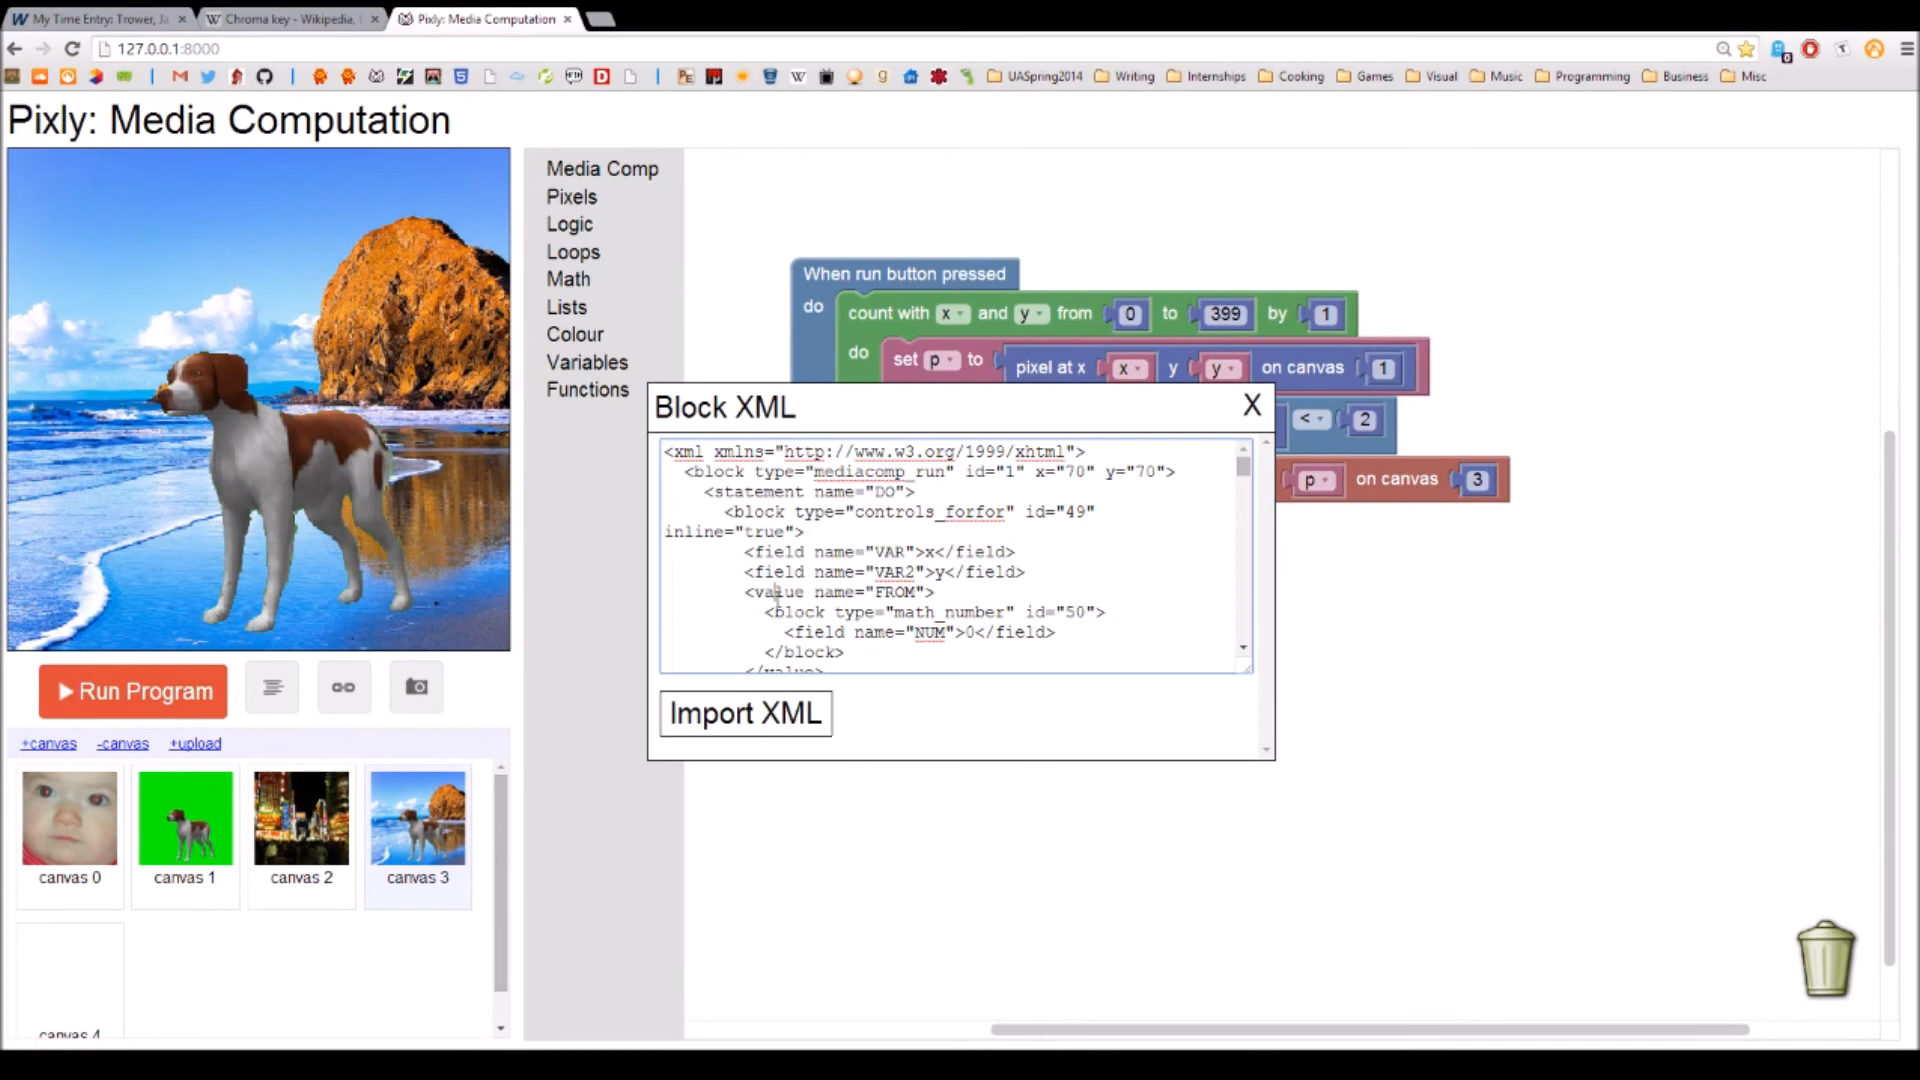 My Time Entry: Trower, Ja
Chroma key - Wikipedia,
Pixly: Media Computation
127.0.0.1:8000
UASpring2014
Writing
Internships
Cooking
Games
Visual
Music
Programming
Business
Misc
Pixly: Media Computation
Media Comp
Pixels
Logic
Loops
Math
Lists
Colour
Variables
Functions
When run button pressed
do
count with x and y from 0 to 399 by 1
do
set p to pixel at x x y y on canvas 1
< 2
p on canvas 3
Block XML
X
<xml xmlns="http://www.w3.org/1999/xhtml">
<block type="mediacomp_run" id="1" x="70" y="70">
<statement name="DO">
<block type="controls_forfor" id="49"
inline="true">
<field name="VAR">x</field>
<field name="VAR2">y</field>
<value name="FROM">
<block type="math_number" id="50">
<field name="NUM">0</field>
</block>
</value>
Import XML
Run Program
+canvas
-canvas
+upload
canvas 0
canvas 1
canvas 2
canvas 3
canvas 4